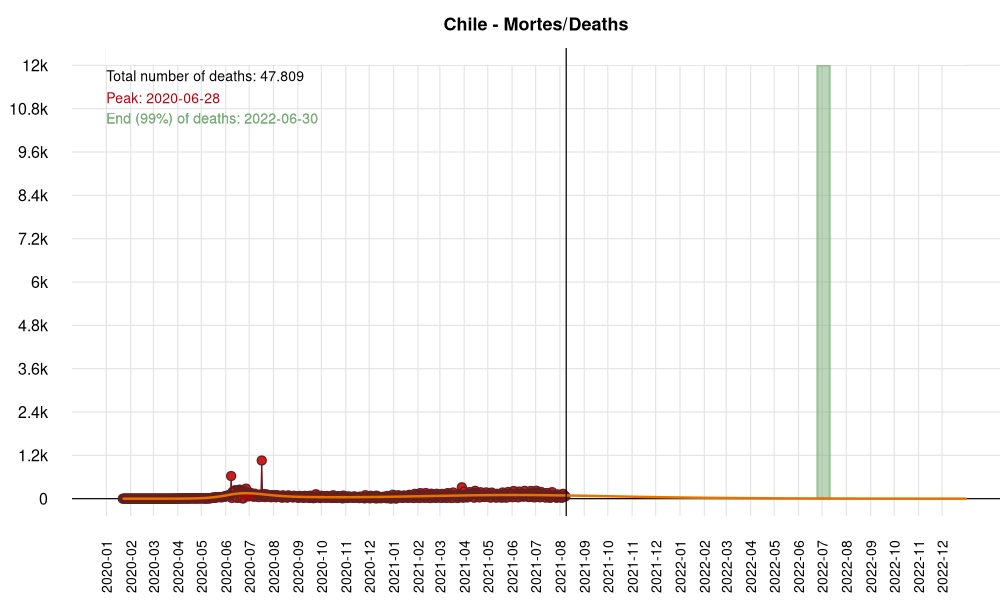 Chile - Mortes/Deaths
Total number of deaths: 47.809
Peak: 2020-06-28
End (99%) of deaths: 2022-06-30
12k
10.8k
9.6k
8.4k
7.2k
6k
4.8k
3.6k
2.4k
1.2k
0
2020-01
2020-02
2020-03
2020-04
2020-05
2020-06
2020-07
2020-08
2020-09
2020-10
2020-11
2020-12
2021-01
2021-02
2021-03
2021-04
2021-05
2021-06
2021-07
2021-08
2021-09
2021-10
2021-11
2021-12
2022-01
2022-02
2022-03
2022-04
2022-05
2022-06
2022-07
2022-08
2022-09
2022-10
2022-11
2022-12